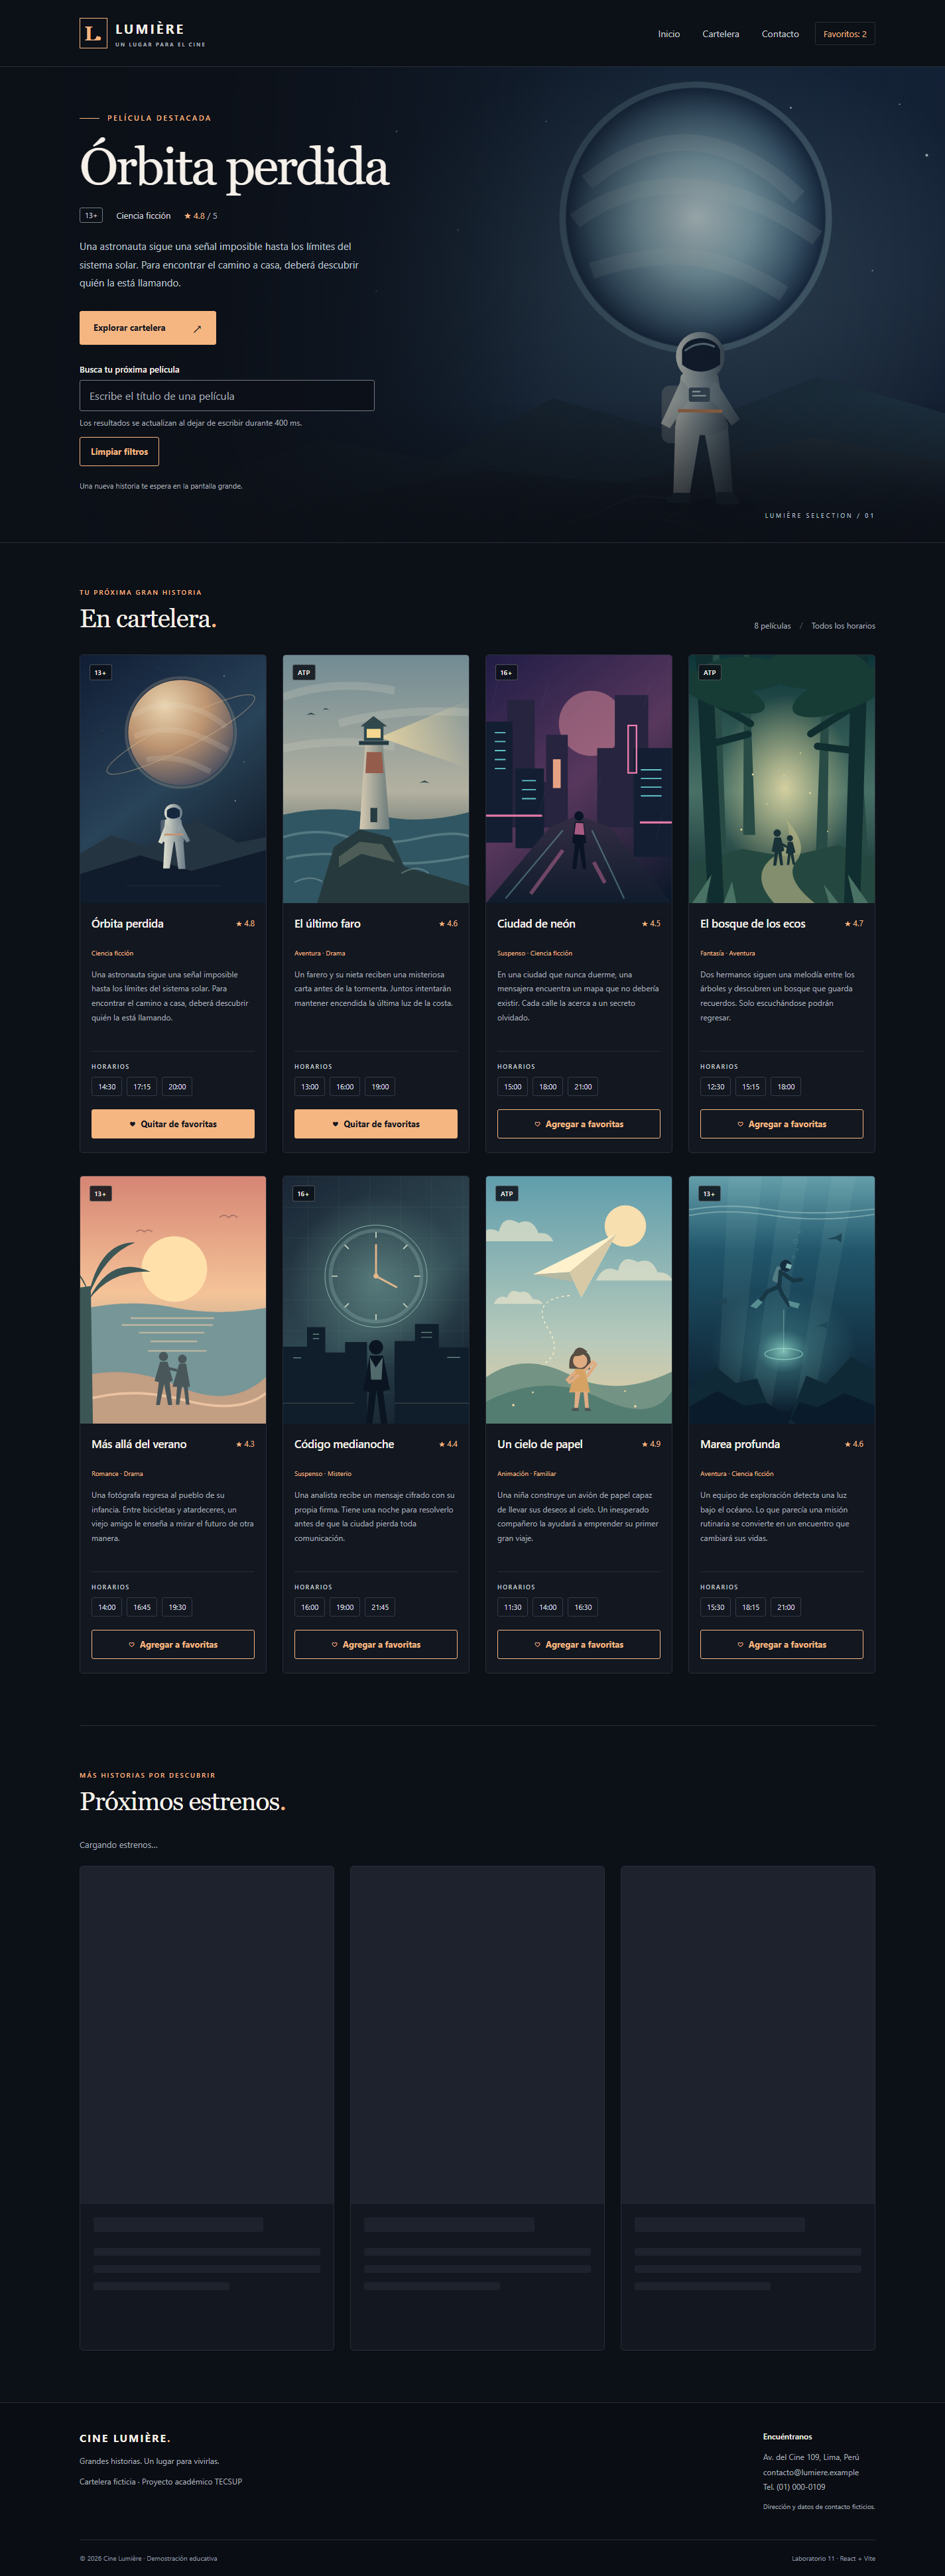 L.
LUMIÈRE
UN LUGAR PARA EL CINE
Inicio
Cartelera
Contacto
Favoritos: 2
PELÍCULA DESTACADA
Órbita perdida
13+
Ciencia ficción
★ 4.8 / 5
Una astronauta sigue una señal imposible hasta los límites del
sistema solar. Para encontrar el camino a casa, deberá descubrir
quién la está llamando.
Explorar cartelera ↗
Busca tu próxima película
Escribe el título de una película
Los resultados se actualizan al dejar de escribir durante 400 ms.
Limpiar filtros
Una nueva historia te espera en la pantalla grande.
LUMIÈRE SELECTION / 01
TU PRÓXIMA GRAN HISTORIA
En cartelera.
8 películas / Todos los horarios
13+
Órbita perdida
★ 4.8
Ciencia ficción
Una astronauta sigue una señal imposible
hasta los límites del sistema solar. Para
encontrar el camino a casa, deberá descubrir
quién la está llamando.
HORARIOS
14:30 17:15 20:00
♥ Quitar de favoritas
ATP
El último faro
★ 4.6
Aventura · Drama
Un farero y su nieta reciben una misteriosa
carta antes de la tormenta. Juntos intentarán
mantener encendida la última luz de la costa.
HORARIOS
13:00 16:00 19:00
♥ Quitar de favoritas
16+
Ciudad de neón
★ 4.5
Suspenso · Ciencia ficción
En una ciudad que nunca duerme, una
mensajera encuentra un mapa que no debería
existir. Cada calle la acerca a un secreto
olvidado.
HORARIOS
15:00 18:00 21:00
♡ Agregar a favoritas
ATP
El bosque de los ecos
★ 4.7
Fantasía · Aventura
Dos hermanos siguen una melodía entre los
árboles y descubren un bosque que guarda
recuerdos. Solo escuchándose podrán
regresar.
HORARIOS
12:30 15:15 18:00
♡ Agregar a favoritas
13+
Más allá del verano
★ 4.3
Romance · Drama
Una fotógrafa regresa al pueblo de su
infancia. Entre bicicletas y atardeceres, un
viejo amigo le enseña a mirar el futuro de otra
manera.
HORARIOS
14:00 16:45 19:30
♡ Agregar a favoritas
16+
Código medianoche
★ 4.4
Suspenso · Misterio
Una analista recibe un mensaje cifrado con su
propia firma. Tiene una noche para resolverlo
antes de que la ciudad pierda toda
comunicación.
HORARIOS
16:00 19:00 21:45
♡ Agregar a favoritas
ATP
Un cielo de papel
★ 4.9
Animación · Familiar
Una niña construye un avión de papel capaz
de llevar sus deseos al cielo. Un inesperado
compañero la ayudará a emprender su primer
gran viaje.
HORARIOS
11:30 14:00 16:30
♡ Agregar a favoritas
13+
Marea profunda
★ 4.6
Aventura · Ciencia ficción
Un equipo de exploración detecta una luz
bajo el océano. Lo que parecía una misión
rutinaria se convierte en un encuentro que
cambiará sus vidas.
HORARIOS
15:30 18:15 21:00
♡ Agregar a favoritas
MÁS HISTORIAS POR DESCUBRIR
Próximos estrenos.
Cargando estrenos...
CINE LUMIÈRE.
Grandes historias. Un lugar para vivirlas.
Cartelera ficticia · Proyecto académico TECSUP
Encuéntranos
Av. del Cine 109, Lima, Perú
contacto@lumiere.example
Tel. (01) 000-0109
Dirección y datos de contacto ficticios.
© 2026 Cine Lumière · Demostración educativa
Laboratorio 11 · React + Vite